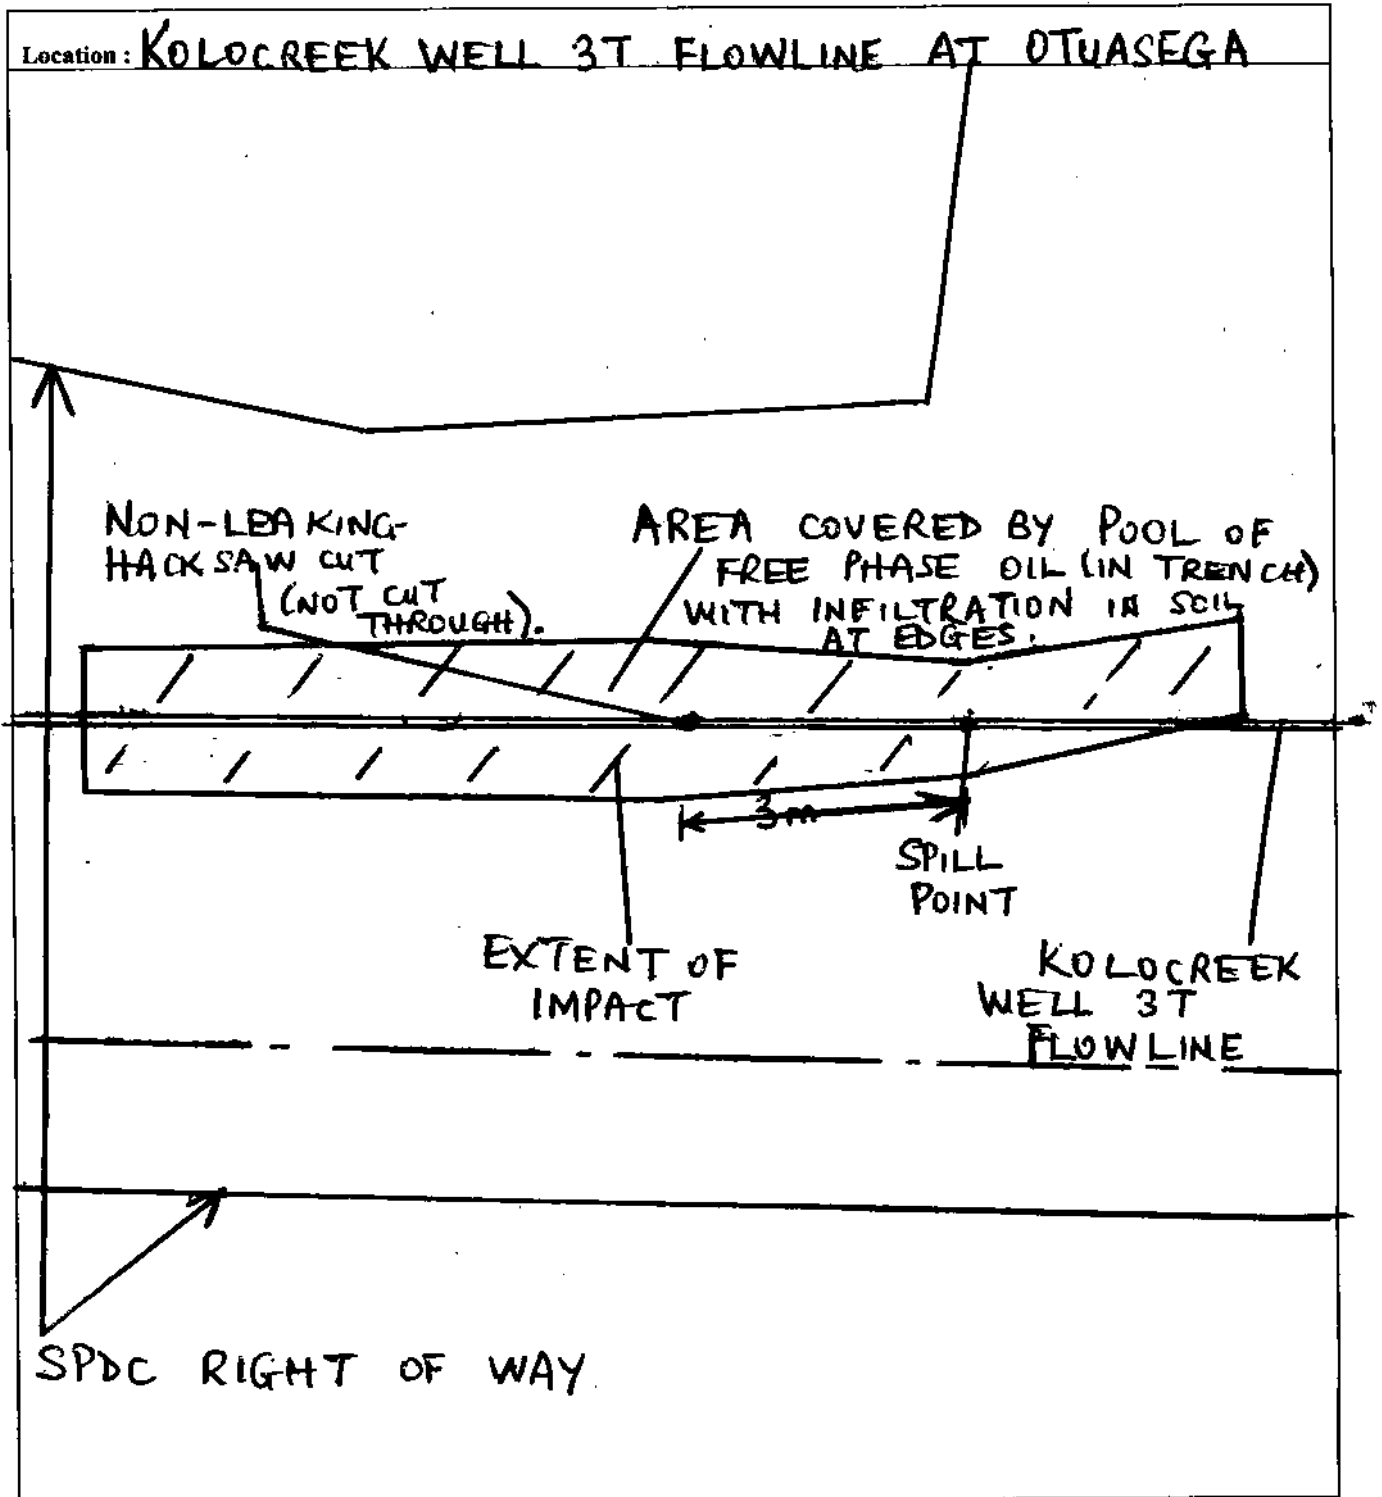 Location : KOLOCREEK WELL 3T FLOWLINE AT OTUASEGA
NON-LEAKING-
HACKSAW CUT
(NOT CUT
THROUGH).
AREA COVERED BY POOL OF
FREE PHASE OIL (IN TRENCH)
WITH INFILTRATION IN SOIL
AT EDGES.
3m
SPILL
POINT
EXTENT OF
IMPACT
KOLOCREEK
WELL 3T
FLOWLINE
SPDC RIGHT OF WAY